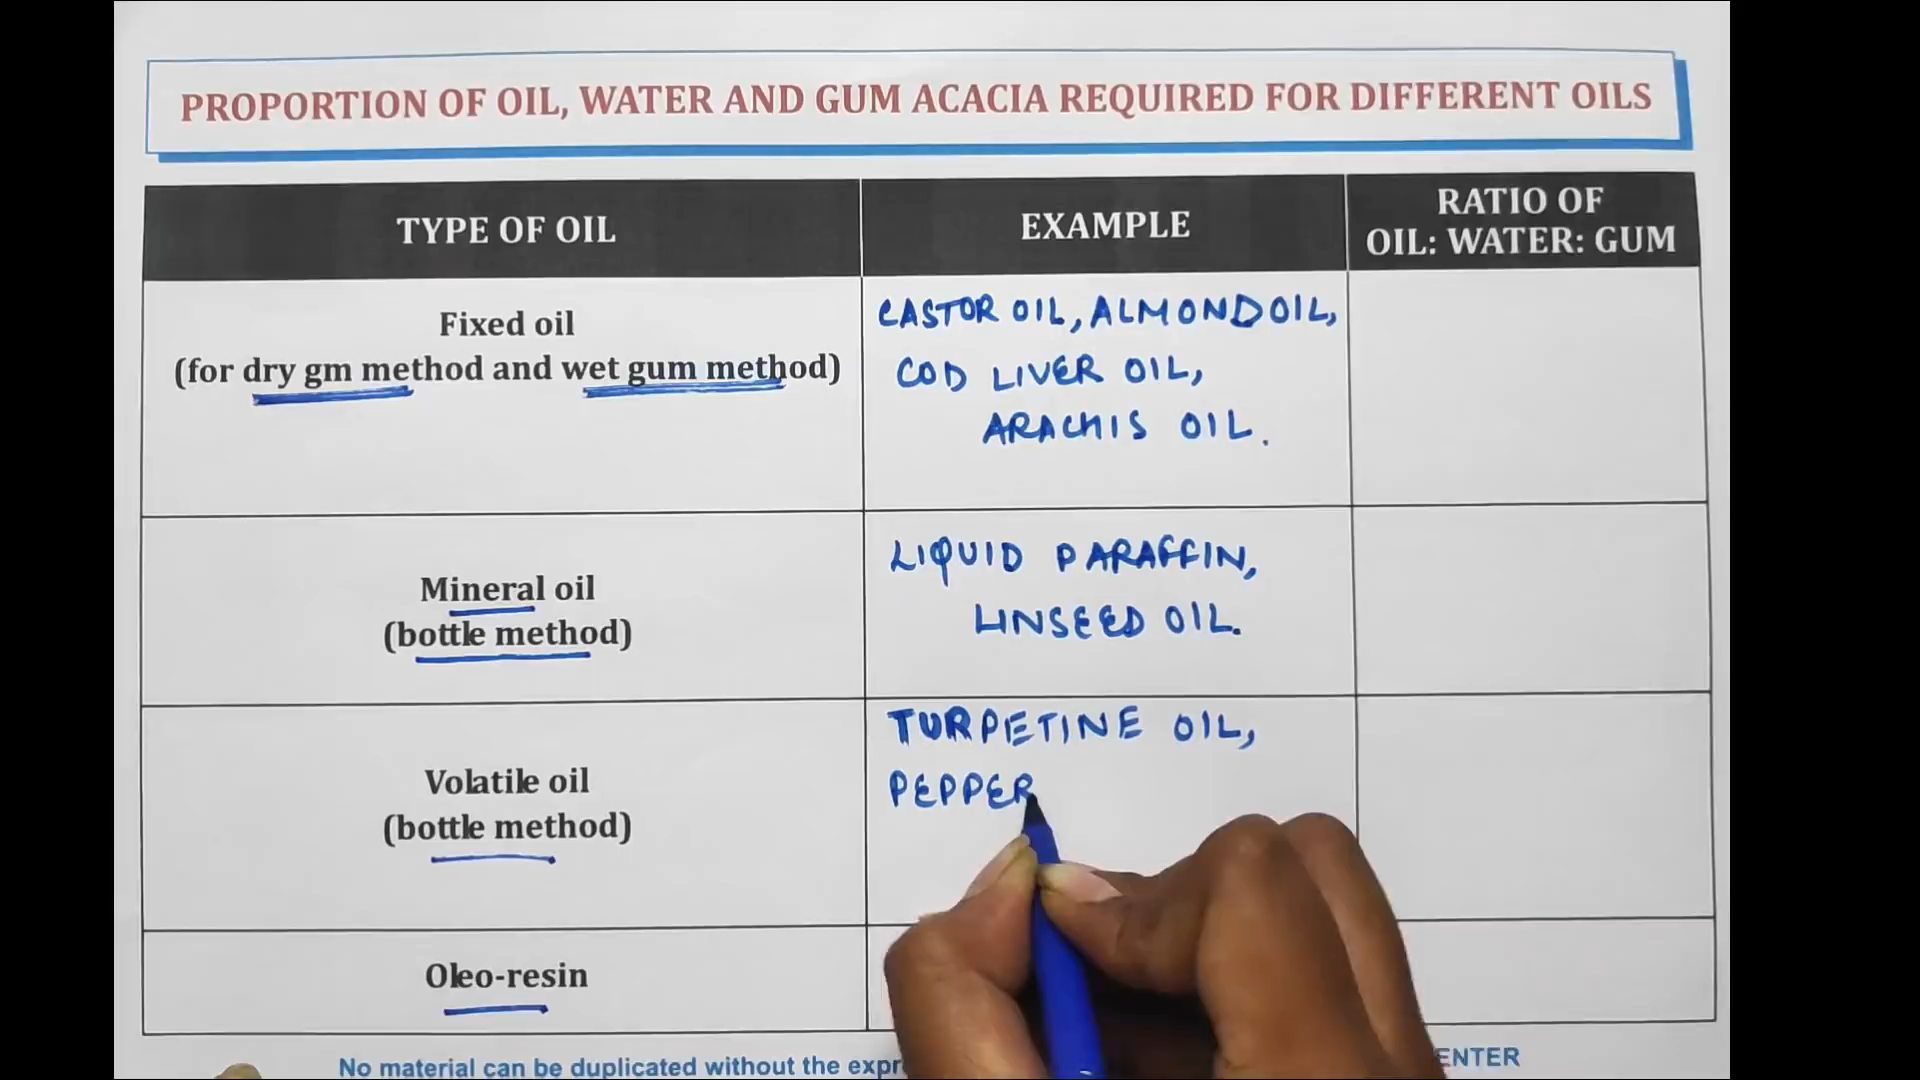 PROPORTION OF OIL, WATER AND GUM ACACIA REQUIRED FOR DIFFERENT OILS
TYPE OF OIL
EXAMPLE
RATIO OF
OIL: WATER: GUM
Fixed oil
(for dry gm method and wet gum method)
CASTOR OIL, ALMOND OIL,
COD LIVER OIL,
ARACHIS OIL.
Mineral oil
(bottle method)
LIQUID PARAFFIN,
LINSEED OIL.
Volatile oil
(bottle method)
TURPETINE OIL,
PEPPER
Oleo-resin
No material can be duplicated without the expr
ENTER